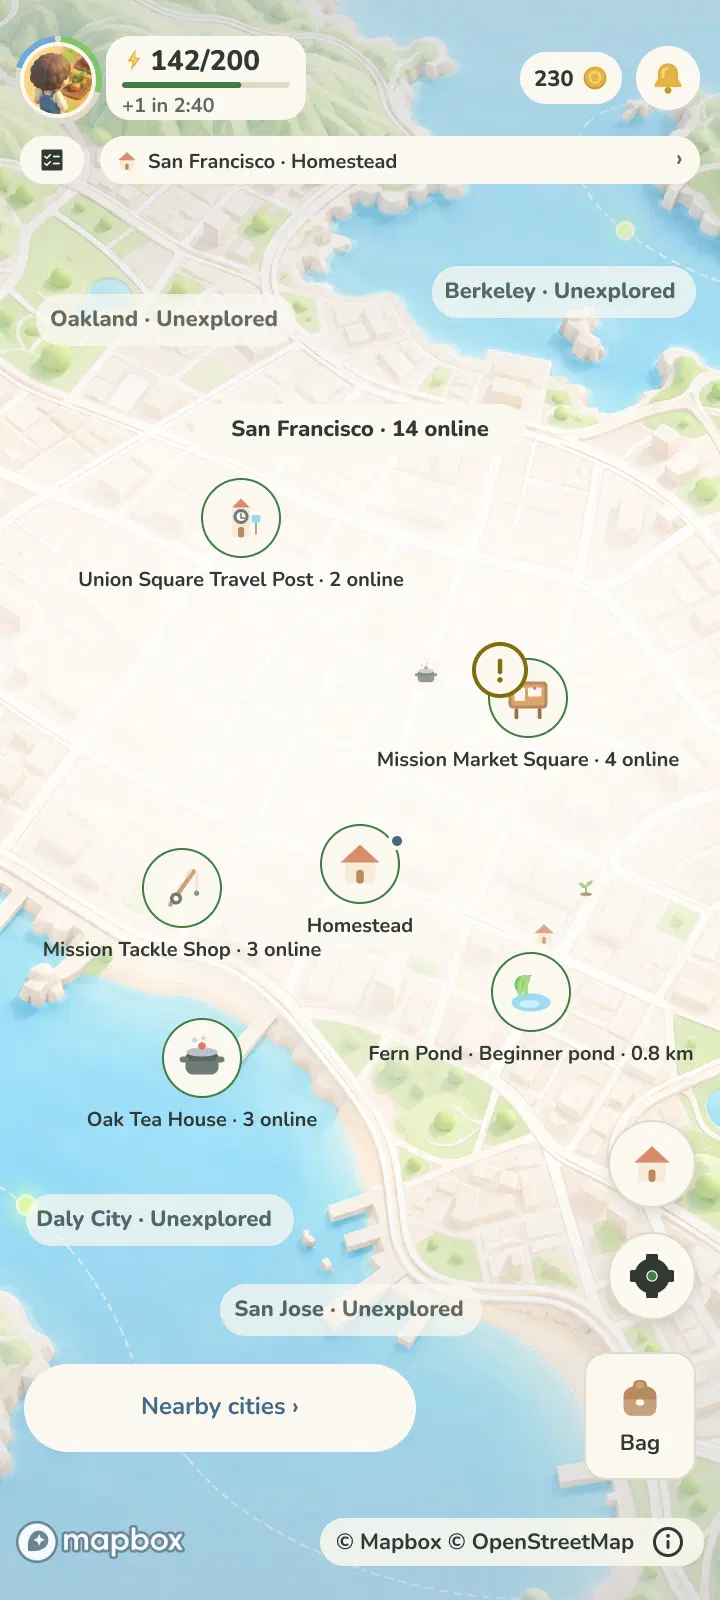 142/200
+1 in 2:40
230
San Francisco · Homestead ›
Berkeley · Unexplored
Oakland · Unexplored
San Francisco · 14 online
Union Square Travel Post · 2 online
!
Mission Market Square · 4 online
Homestead
Mission Tackle Shop · 3 online
Fern Pond · Beginner pond · 0.8 km
Oak Tea House · 3 online
Daly City · Unexplored
San Jose · Unexplored
Nearby cities ›
Bag
mapbox
© Mapbox © OpenStreetMap